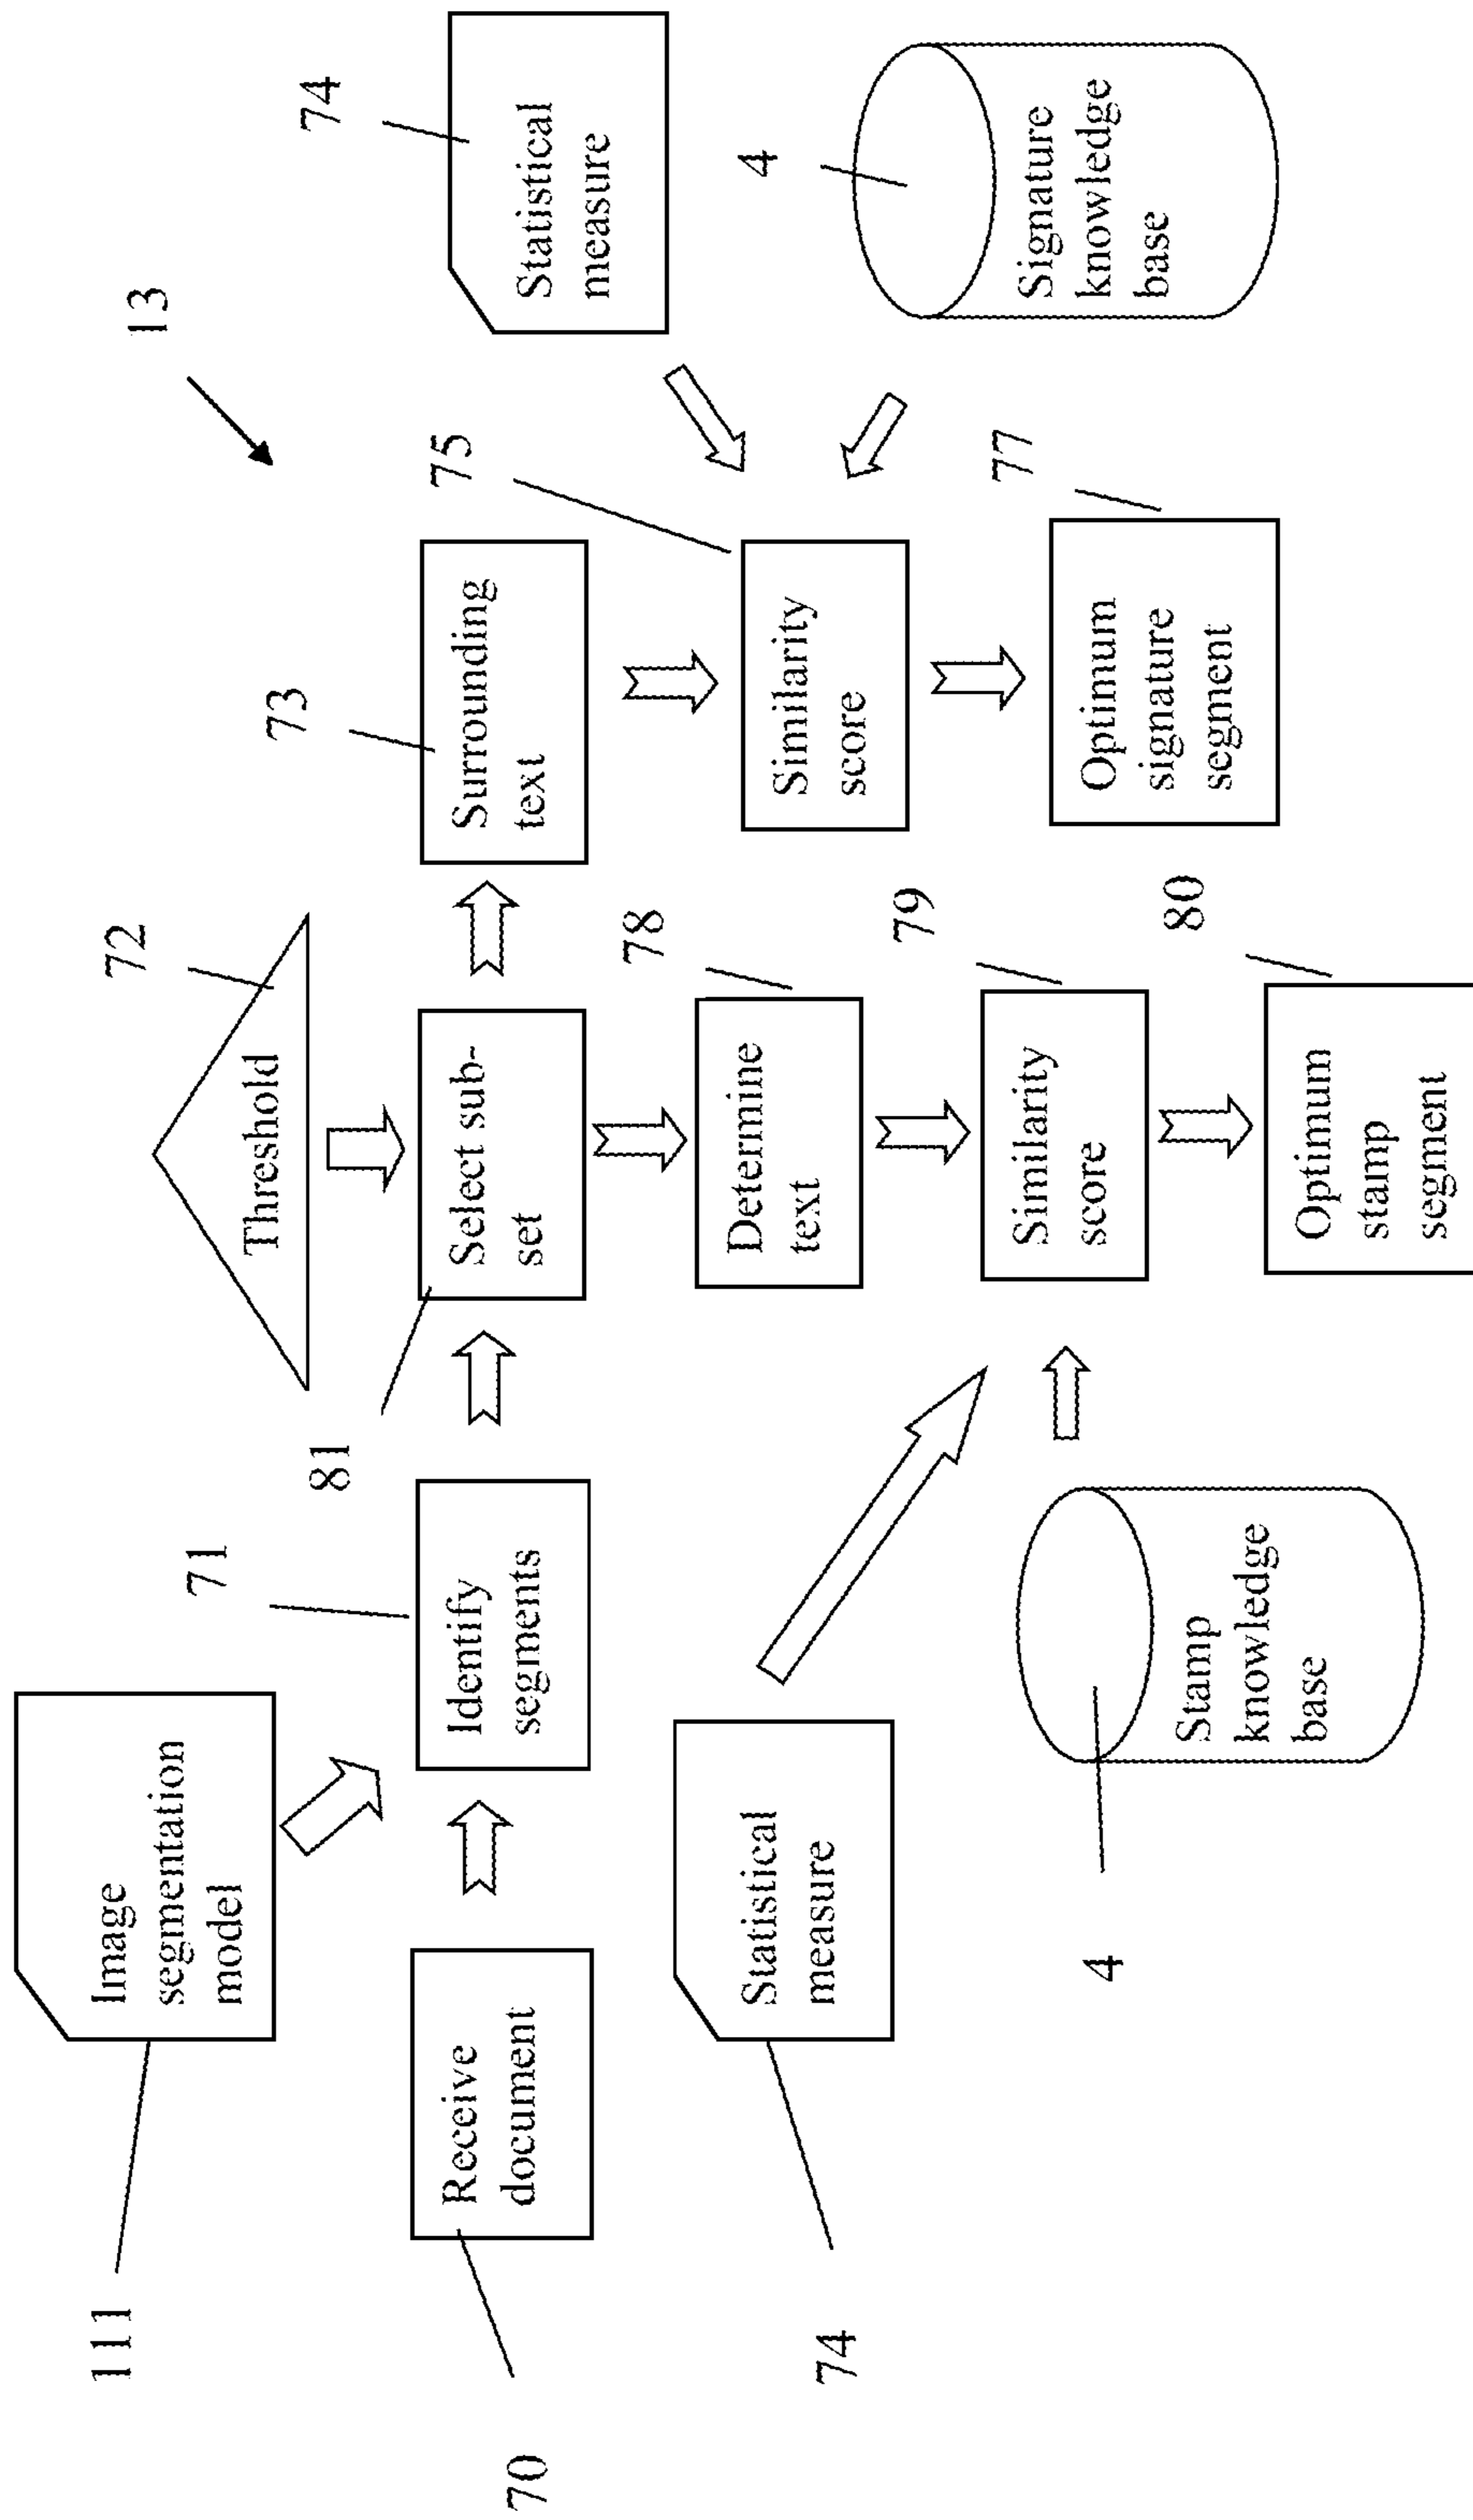 13
111
Image
segmentation
model
72
Threshold
74
Statistical
measure
70
Receive
document
71
Identify
segments
81
Select sub-
set
73
Surrounding
text
75
Similarity
score
4
Signature
knowledge
base
77
Optimum
signature
segment
74
Statistical
measure
78
Determine
text
4
Stamp
knowledge
base
79
Similarity
score
80
Optimum
stamp
segment